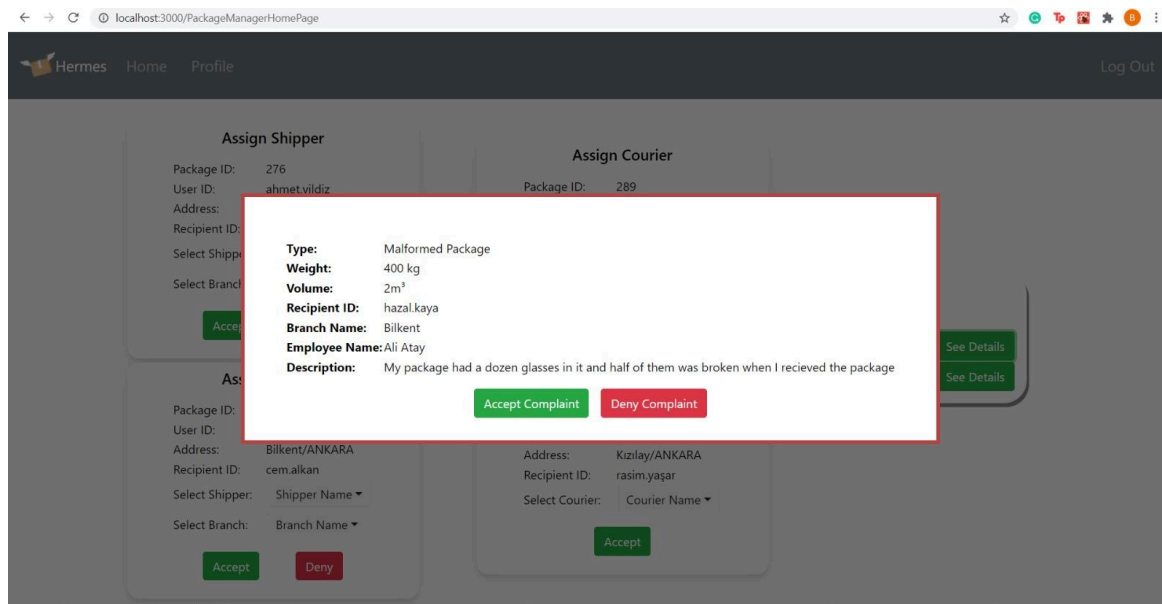 localhost:3000/PackageManagerHomePage
Hermes Home Profile Log Out
Assign Shipper
Package ID: 276
User ID: ahmet.vildiz
Address:
Recipient ID:
Select Shippe
Select Branch
Accep
Assign Courier
Package ID: 289
Type: Malformed Package
Weight: 400 kg
Volume: 2m³
Recipient ID: hazal.kaya
Branch Name: Bilkent
Employee Name: Ali Atay
Description: My package had a dozen glasses in it and half of them was broken when I recieved the package
Accept Complaint Deny Complaint
See Details
See Details
Ass
Package ID:
User ID:
Address: Bilkent/ANKARA
Recipient ID: cem.alkan
Select Shipper: Shipper Name
Select Branch: Branch Name
Accept Deny
Address: Kızılay/ANKARA
Recipient ID: rasim.yaşar
Select Courier: Courier Name
Accept